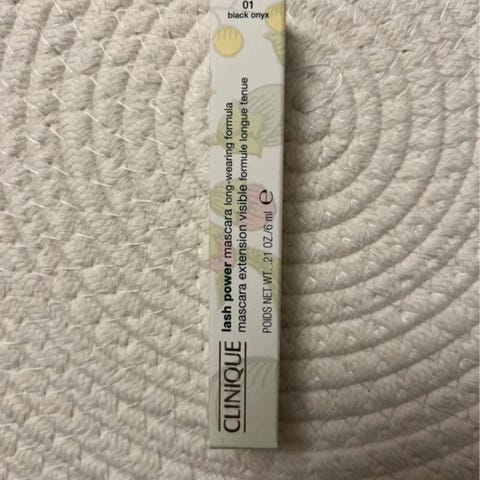 01
black onyx
CLINIQUE
lash power mascara long-wearing formula
mascara extension visible formule longue tenue
POIDS NET WT. .21 OZ./6 ml ℮